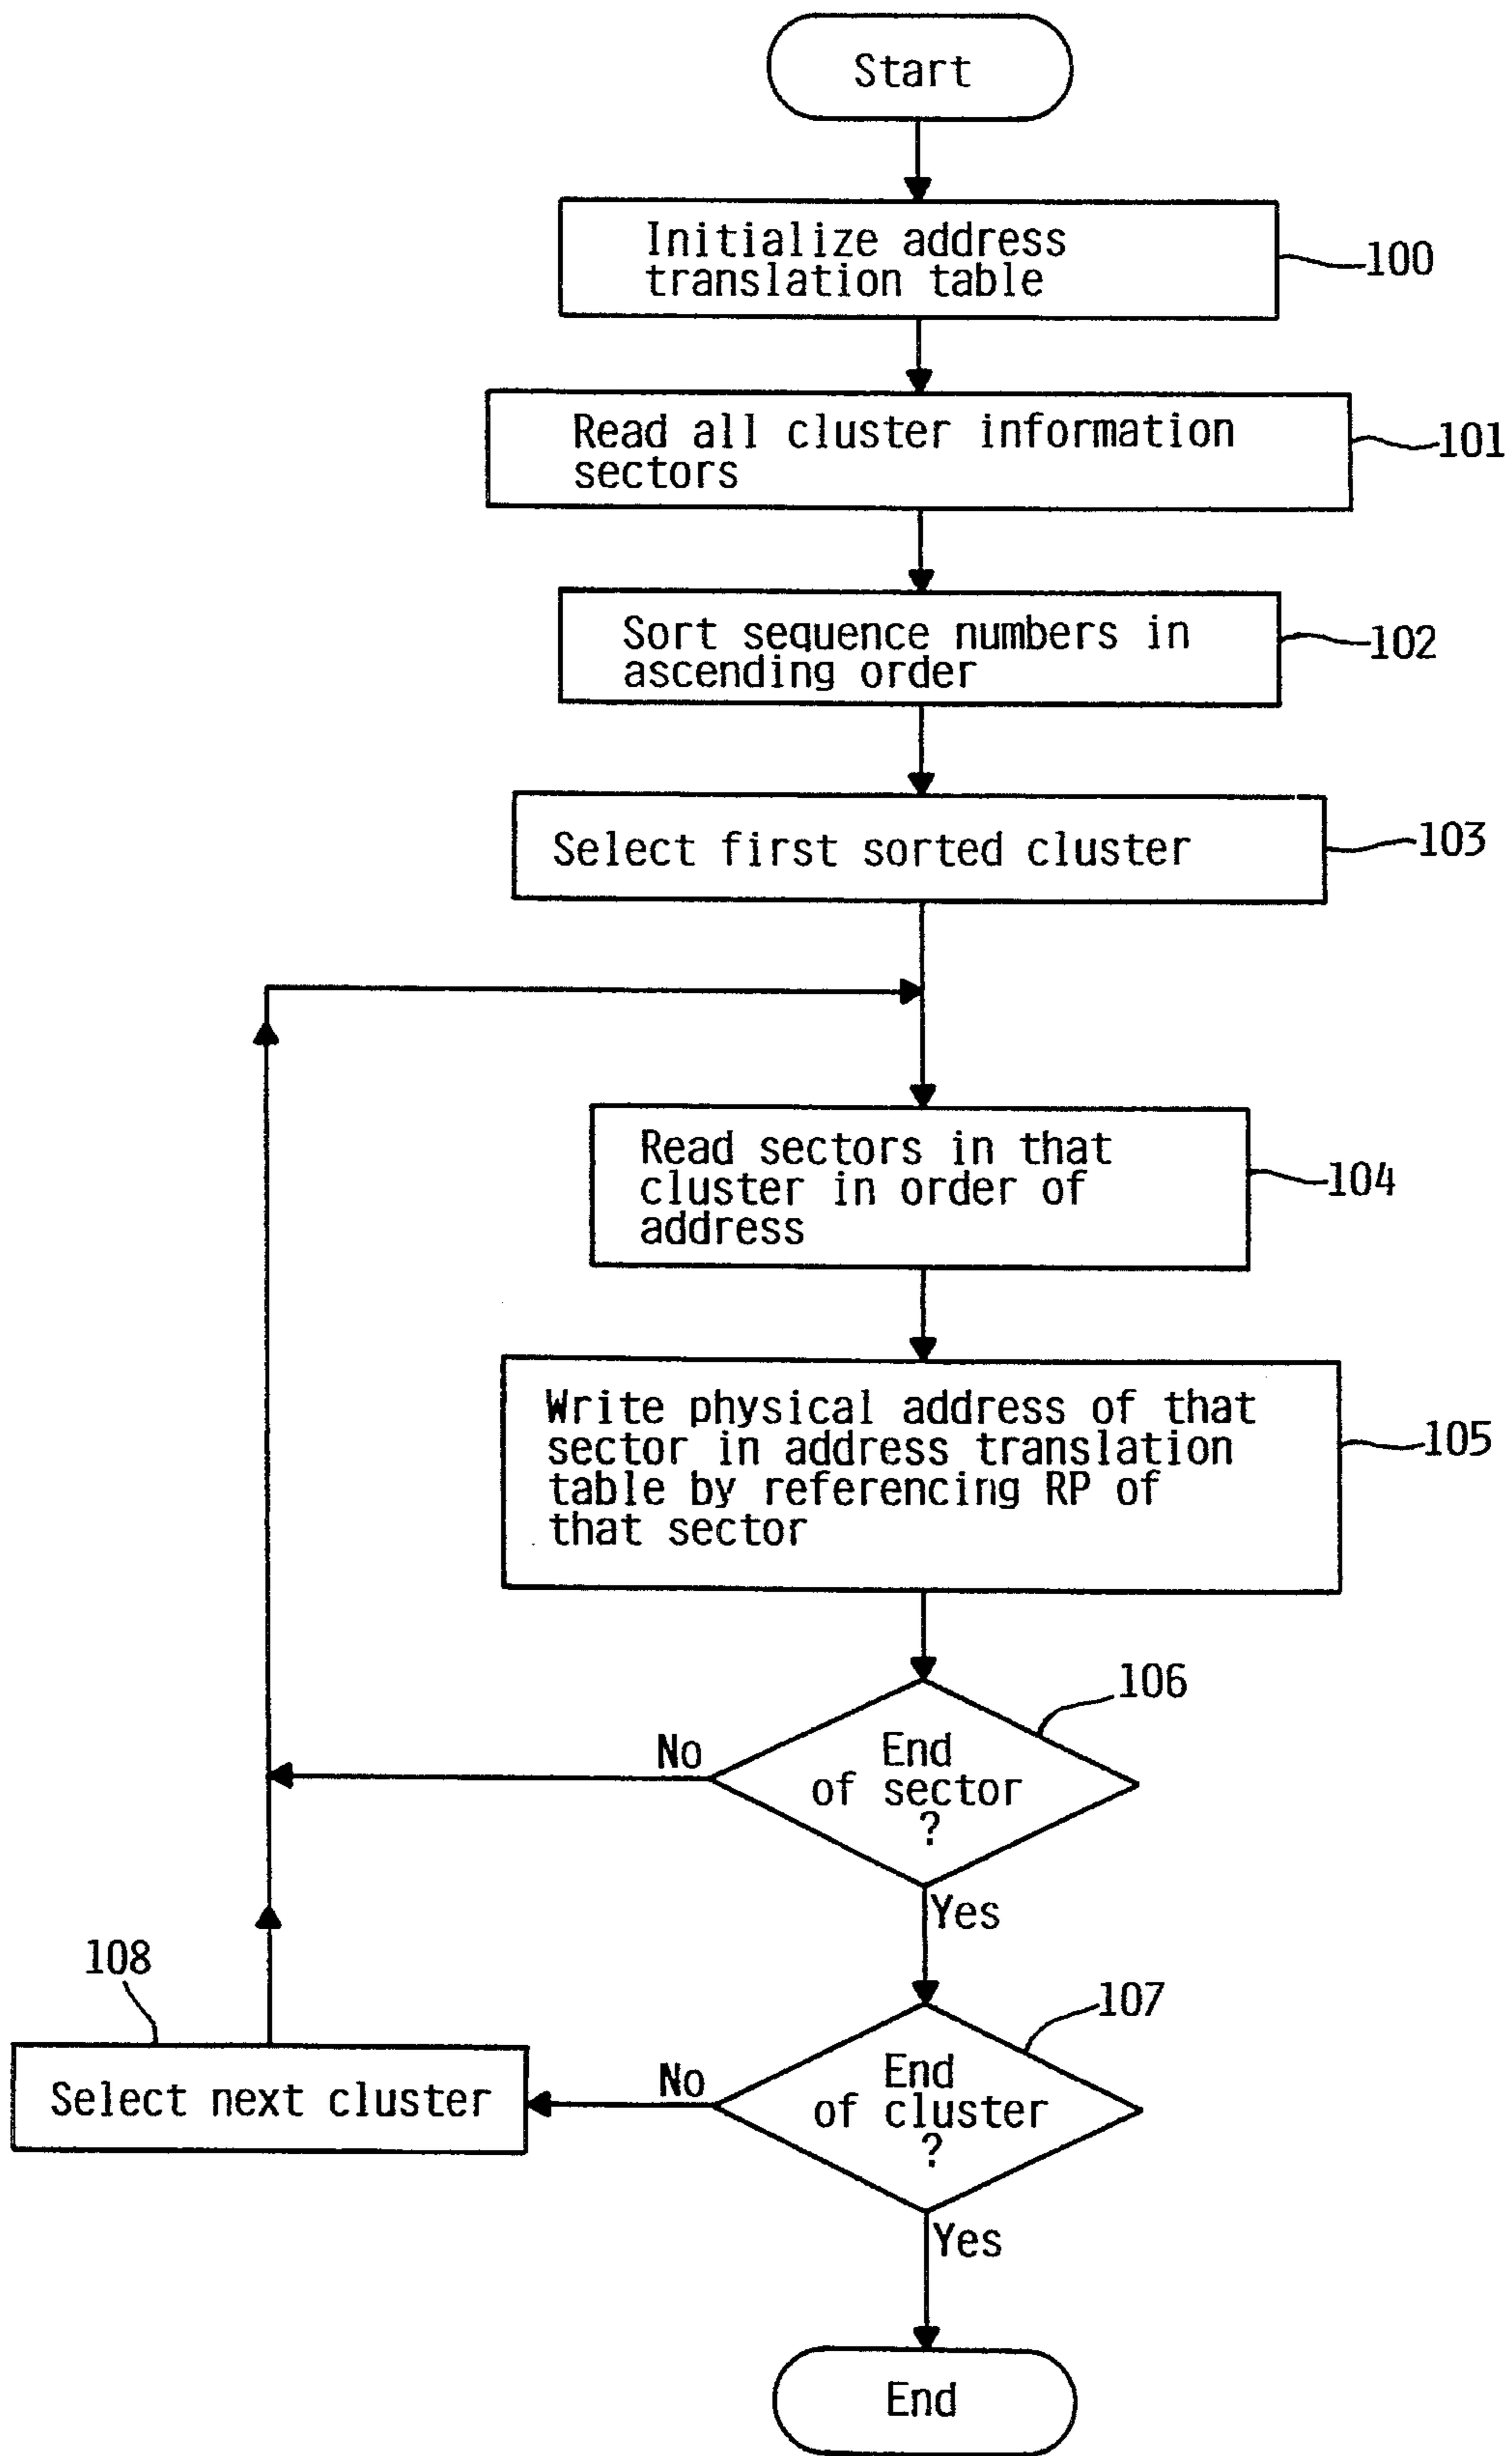 Start
Initialize address
translation table
100
Read all cluster information
sectors
101
Sort sequence numbers in
ascending order
102
Select first sorted cluster
103
Read sectors in that
cluster in order of
address
104
Write physical address of that
sector in address translation
table by referencing RP of
that sector
105
106
End
of sector
?
No
Yes
107
End
of cluster
?
No
108
Select next cluster
Yes
End